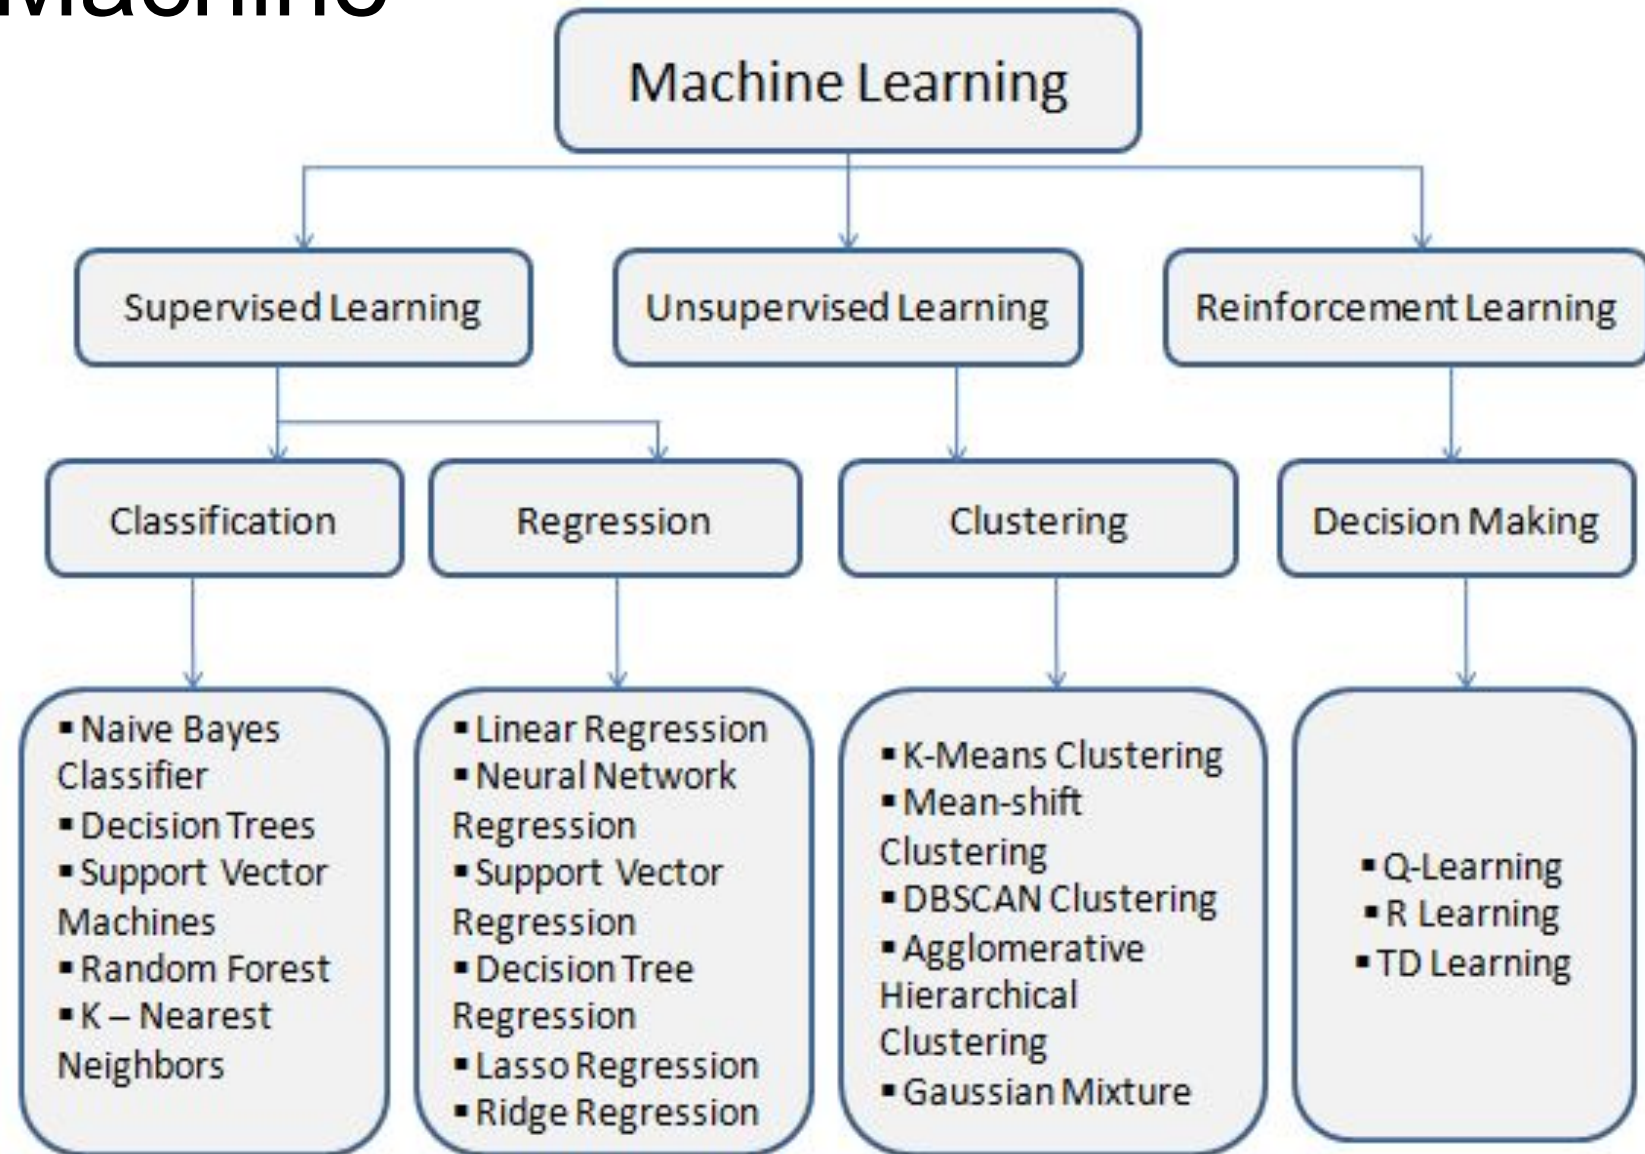 Machine
Machine Learning
Supervised Learning
Unsupervised Learning
Reinforcement Learning
Classification
Regression
Clustering
Decision Making
▪ Naive Bayes
Classifier
▪ Decision Trees
▪ Support Vector
Machines
▪ Random Forest
▪ K – Nearest
Neighbors
▪ Linear Regression
▪ Neural Network
Regression
▪ Support Vector
Regression
▪ Decision Tree
Regression
▪ Lasso Regression
▪ Ridge Regression
▪ K-Means Clustering
▪ Mean-shift
Clustering
▪ DBSCAN Clustering
▪ Agglomerative
Hierarchical
Clustering
▪ Gaussian Mixture
▪ Q-Learning
▪ R Learning
▪ TD Learning